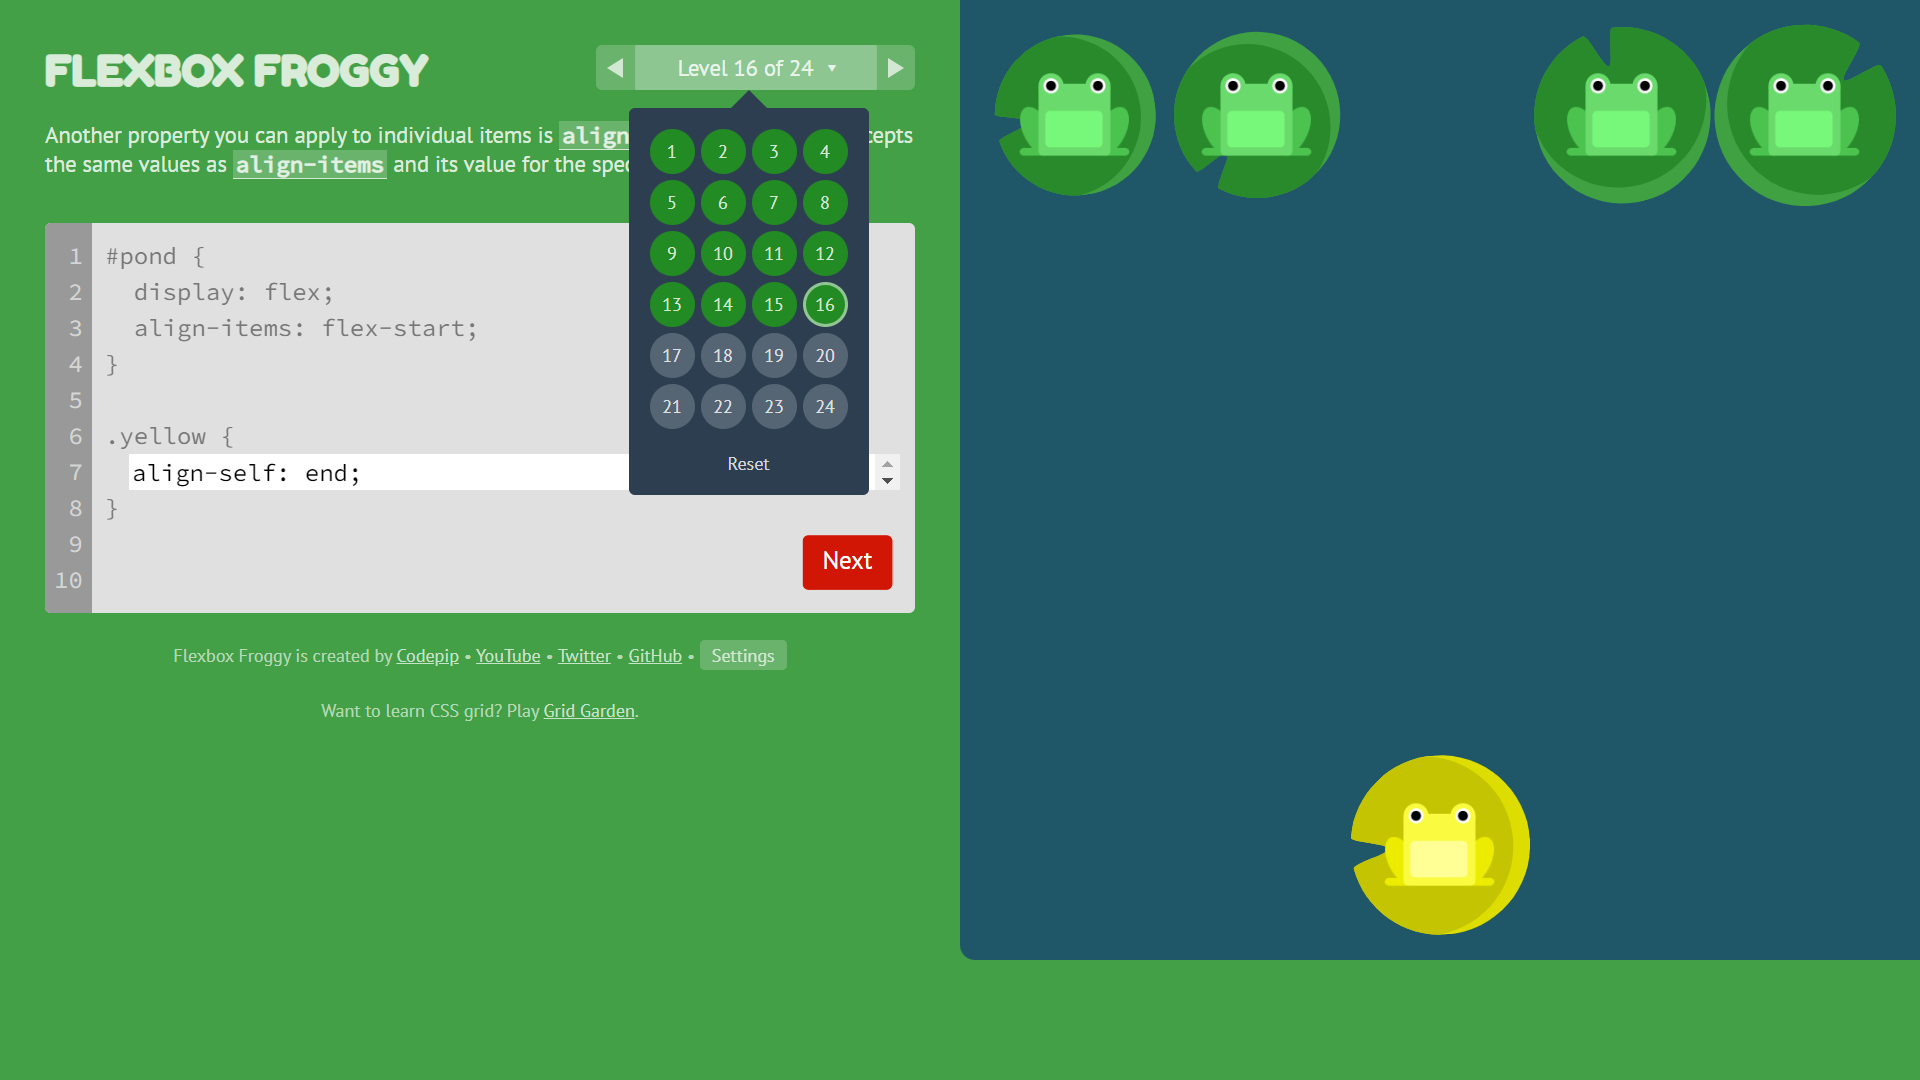 FLEXBOX FROGGY
Level 16 of 24
Another property you can apply to individual items is align cepts
the same values as align-items and its value for the spec
1 2 3 4
5 6 7 8
9 10 11 12
13 14 15 16
17 18 19 20
21 22 23 24
Reset
1 #pond {
2 display: flex;
3 align-items: flex-start;
4 }
5
6 .yellow {
7 align-self: end;
8 }
9
10
Next
Flexbox Froggy is created by Codepip • YouTube • Twitter • GitHub • Settings
Want to learn CSS grid? Play Grid Garden.